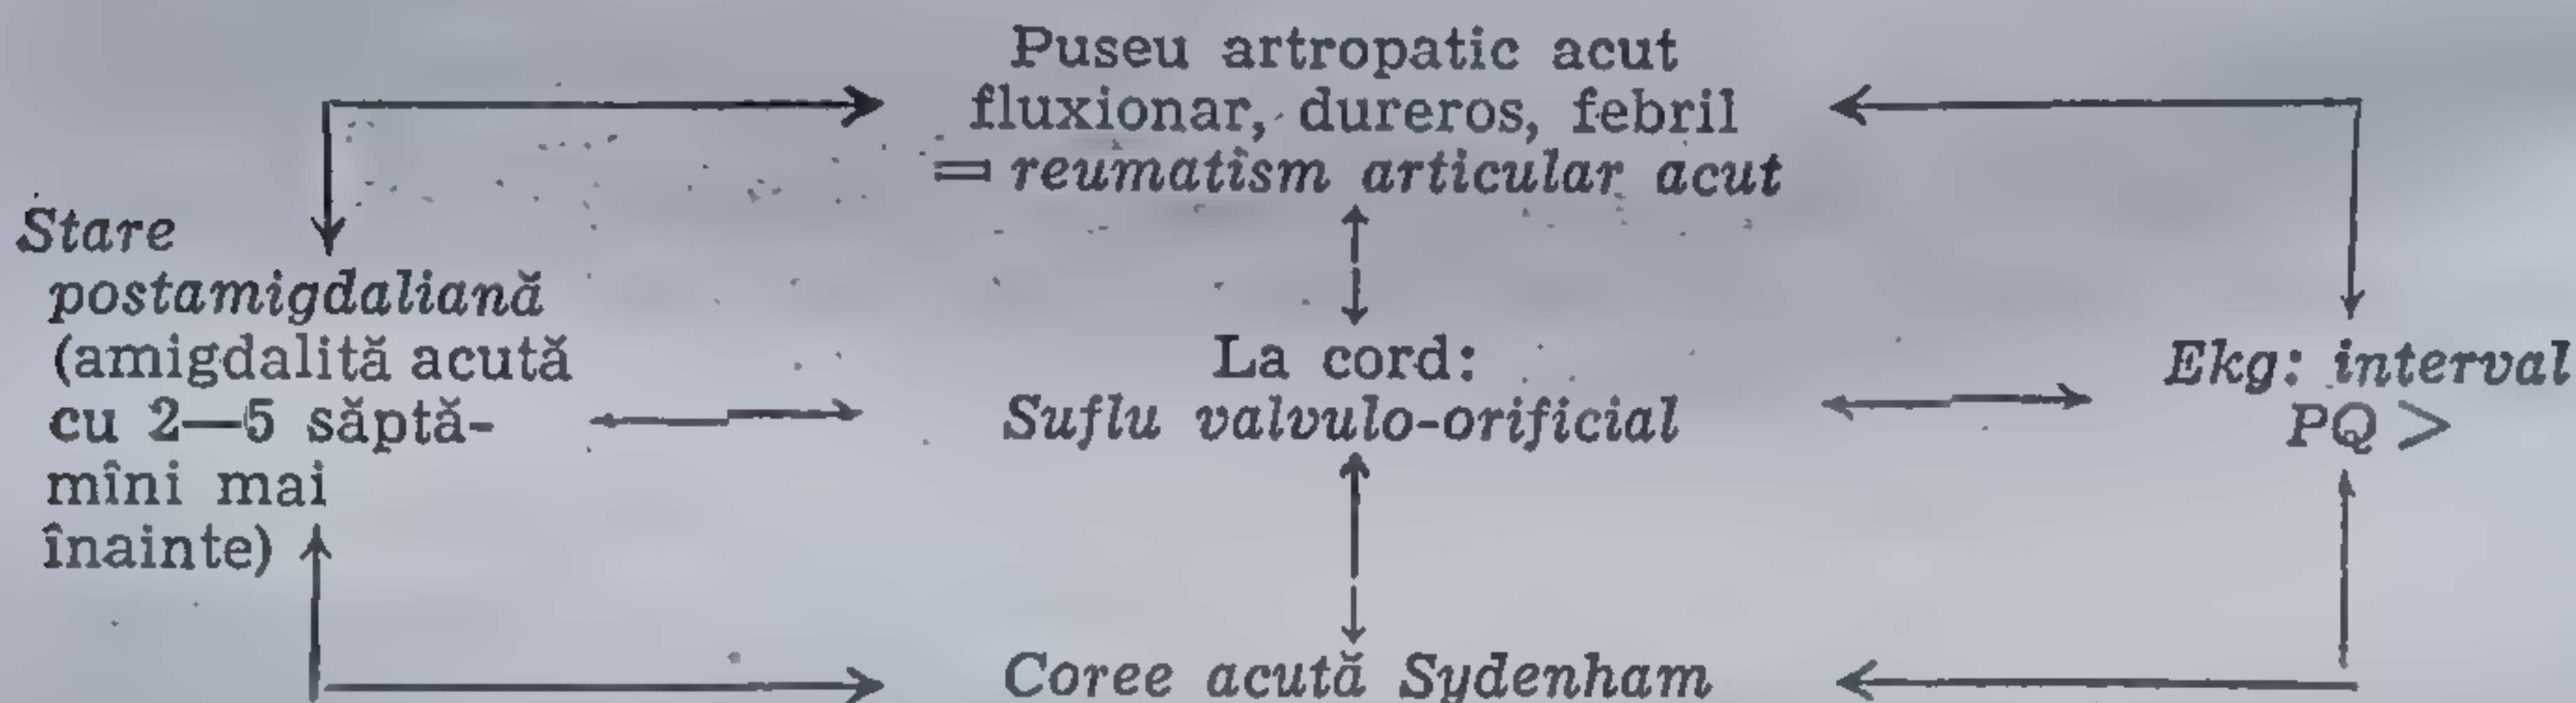 Puseu artropatic acut
fluxionar, dureros, febril
= reumatism articular acut
Stare
postamigdaliană
(amigdalită acută
cu 2—5 săptă-
mîni mai
înainte)
La cord:
Suflu valvulo-orificial
Ekg: interval
PQ >
Coree acută Sydenham